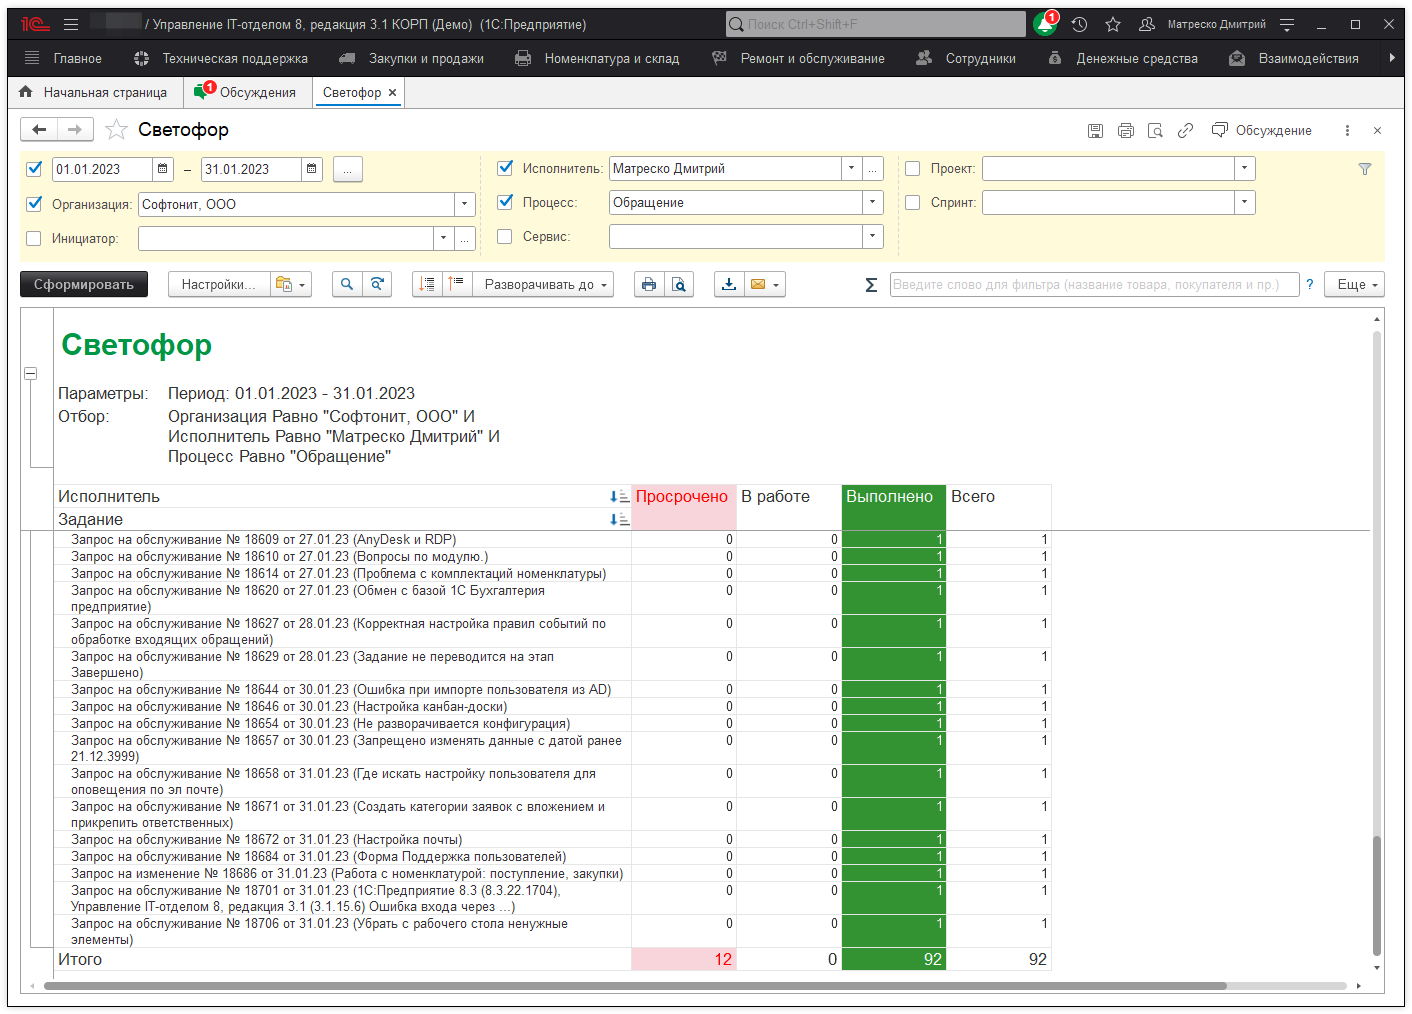 1С / Управление IT-отделом 8, редакция 3.1 КОРП (Демо) (1С:Предприятие) Поиск Ctrl+Shift+F 1 Матреско Дмитрий
Главное Техническая поддержка Закупки и продажи Номенклатура и склад Ремонт и обслуживание Сотрудники Денежные средства Взаимодействия
Начальная страница 1 Обсуждения Светофор ×
Светофор Обсуждение
01.01.2023 – 31.01.2023 ... Исполнитель: Матреско Дмитрий ... Проект:
Организация: Софтонит, ООО Процесс: Обращение Спринт:
Инициатор: ... Сервис:
Сформировать Настройки... Разворачивать до Σ Введите слово для фильтра (название товара, покупателя и пр.) ? Еще
Светофор
Параметры: Период: 01.01.2023 - 31.01.2023
Отбор: Организация Равно "Софтонит, ООО" И
Исполнитель Равно "Матреско Дмитрий" И
Процесс Равно "Обращение"
Исполнитель Просрочено В работе Выполнено Всего
Задание
Запрос на обслуживание № 18609 от 27.01.23 (AnyDesk и RDP) 0 0 1 1
Запрос на обслуживание № 18610 от 27.01.23 (Вопросы по модулю.) 0 0 1 1
Запрос на обслуживание № 18614 от 27.01.23 (Проблема с комплектаций номенклатуры) 0 0 1 1
Запрос на обслуживание № 18620 от 27.01.23 (Обмен с базой 1С Бухгалтерия 0 0 1 1
предприятие)
Запрос на обслуживание № 18627 от 28.01.23 (Корректная настройка правил событий по 0 0 1 1
обработке входящих обращений)
Запрос на обслуживание № 18629 от 28.01.23 (Задание не переводится на этап 0 0 1 1
Завершено)
Запрос на обслуживание № 18644 от 30.01.23 (Ошибка при импорте пользователя из AD) 0 0 1 1
Запрос на обслуживание № 18646 от 30.01.23 (Настройка канбан-доски) 0 0 1 1
Запрос на обслуживание № 18654 от 30.01.23 (Не разворачивается конфигурация) 0 0 1 1
Запрос на обслуживание № 18657 от 30.01.23 (Запрещено изменять данные с датой ранее 0 0 1 1
21.12.3999)
Запрос на обслуживание № 18658 от 31.01.23 (Где искать настройку пользователя для 0 0 1 1
оповещения по эл почте)
Запрос на обслуживание № 18671 от 31.01.23 (Создать категории заявок с вложением и 0 0 1 1
прикрепить ответственных)
Запрос на обслуживание № 18672 от 31.01.23 (Настройка почты) 0 0 1 1
Запрос на обслуживание № 18684 от 31.01.23 (Форма Поддержка пользователей) 0 0 1 1
Запрос на изменение № 18686 от 31.01.23 (Работа с номенклатурой: поступление, закупки) 0 0 1 1
Запрос на обслуживание № 18701 от 31.01.23 (1С:Предприятие 8.3 (8.3.22.1704), 0 0 1 1
Управление IT-отделом 8, редакция 3.1 (3.1.15.6) Ошибка входа через ...)
Запрос на обслуживание № 18706 от 31.01.23 (Убрать с рабочего стола ненужные 0 0 1 1
элементы)
Итого 12 0 92 92